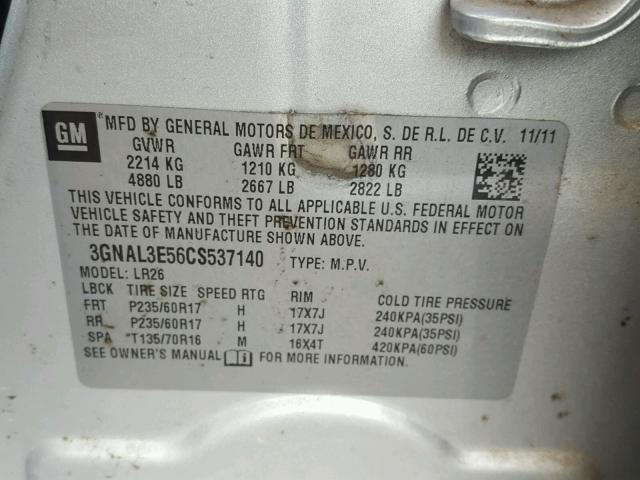 GM
*MFD BY GENERAL MOTORS DE MEXICO, S. DE R.L. DE C.V. 11/11
GVWR GAWR FRT GAWR RR
2214 KG 1210 KG 1280 KG
4880 LB 2667 LB 2822 LB
THIS VEHICLE CONFORMS TO ALL APPLICABLE U.S. FEDERAL MOTOR
VEHICLE SAFETY AND THEFT PREVENTION STANDARDS IN EFFECT ON
THE DATE OF MANUFACTURE SHOWN ABOVE.
3GNAL3E56CS537140 TYPE: M.P.V.
MODEL: LR26
LBCK TIRE SIZE SPEED RTG RIM COLD TIRE PRESSURE
FRT P235/60R17 H 17X7J 240KPA(35PSI)
RR P235/60R17 H 17X7J 240KPA(35PSI)
SPA T135/70R16 M 16X4T 420KPA(60PSI)
SEE OWNER'S MANUAL FOR MORE INFORMATION.